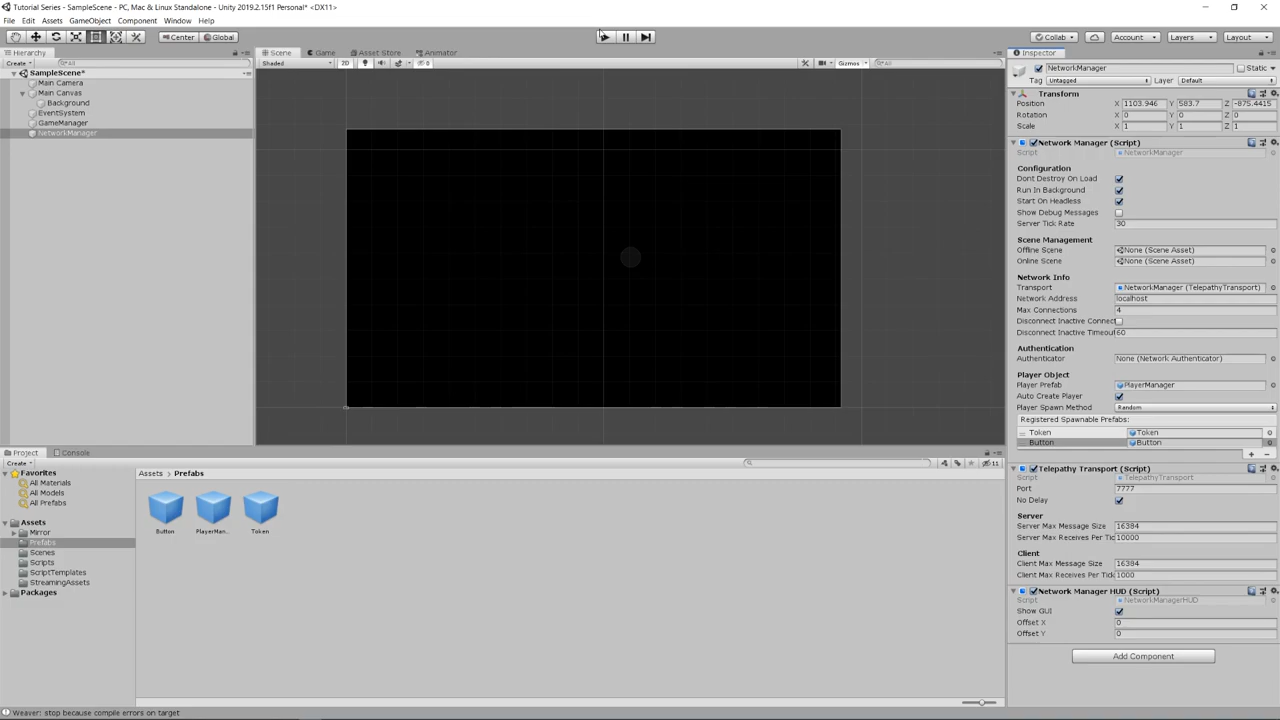 Tutorial Series - SampleScene - PC, Mac & Linux Standalone - Unity 2019.2.15f1 Personal* <DX11>
File Edit Assets GameObject Component Window Help
Center Global Collab Account Layers Layout
Hierarchy
Create All
SampleScene*
Main Camera
Main Canvas
Background
EventSystem
GameManager
NetworkManager
Scene Game Asset Store Animator
Shaded 2D 0 Gizmos All
Inspector
NetworkManager Static
Tag Untagged Layer Default
Transform
Position X 1103.946 Y 583.7 Z -875.4415
Rotation X 0 Y 0 Z 0
Scale X 1 Y 1 Z 1
Network Manager (Script)
Script NetworkManager
Configuration
Dont Destroy On Load
Run In Background
Start On Headless
Show Debug Messages
Server Tick Rate 30
Scene Management
Offline Scene None (Scene Asset)
Online Scene None (Scene Asset)
Network Info
Transport NetworkManager (TelepathyTransport)
Network Address localhost
Max Connections 4
Disconnect Inactive Connect
Disconnect Inactive Timeout 60
Authentication
Authenticator None (Network Authenticator)
Player Object
Player Prefab PlayerManager
Auto Create Player
Player Spawn Method Random
Registered Spawnable Prefabs:
Token Token
Button Button
Telepathy Transport (Script)
Script TelepathyTransport
Port 7777
No Delay
Server
Server Max Message Size 16384
Server Max Receives Per Tic 10000
Client
Client Max Message Size 16384
Client Max Receives Per Tick 1000
Network Manager HUD (Script)
Script NetworkManagerHUD
Show GUI
Offset X 0
Offset Y 0
Add Component
Project Console
Create 11
Favorites
All Materials
All Models
All Prefabs
Assets
Mirror
Prefabs
Scenes
Scripts
ScriptTemplates
StreamingAssets
Packages
Assets > Prefabs
Button PlayerMan... Token
Weaver: stop because compile errors on target